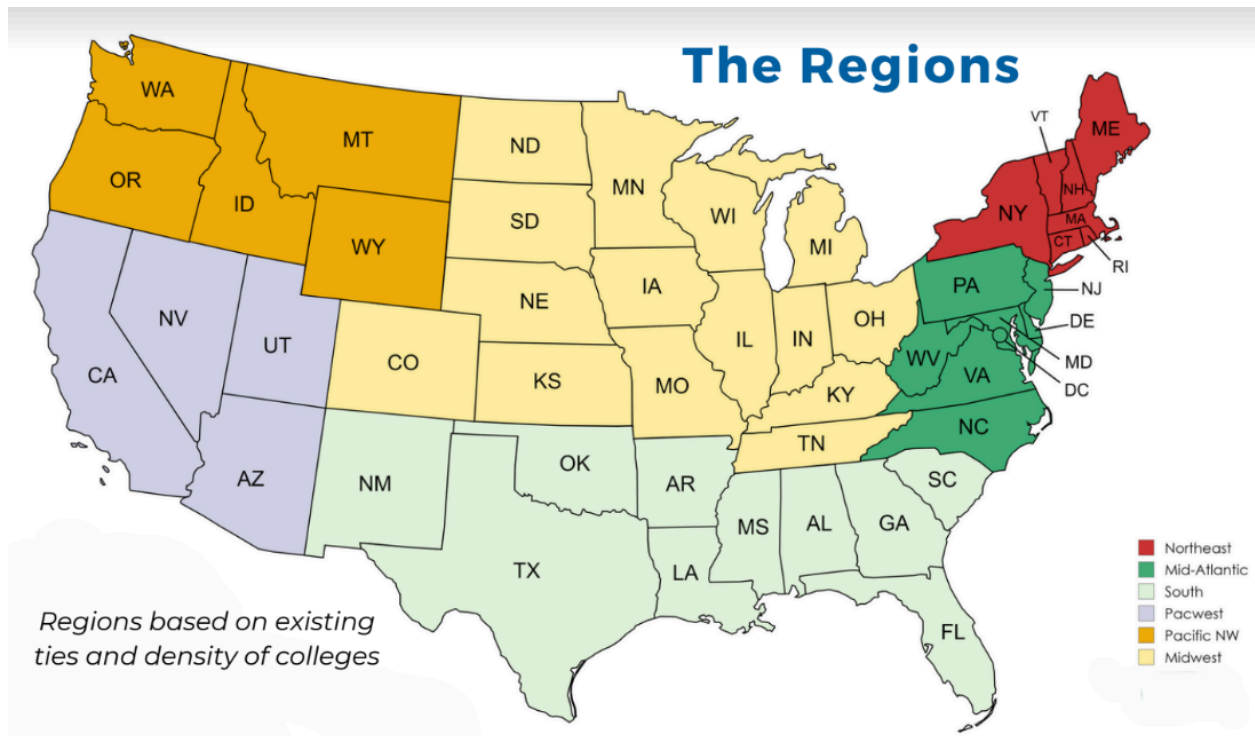 The Regions
WA
MT
ND
MN
VT
ME
OR
ID
WY
SD
WI
MI
NY
NH
MA
CT
RI
NV
UT
CA
CO
NE
IA
IL
IN
OH
PA
NJ
DE
MD
DC
WV
VA
KS
MO
KY
NC
TN
AZ
NM
OK
AR
SC
MS
AL
GA
TX
LA
FL
Regions based on existing
ties and density of colleges
Northeast
Mid-Atlantic
South
Pacwest
Pacific NW
Midwest